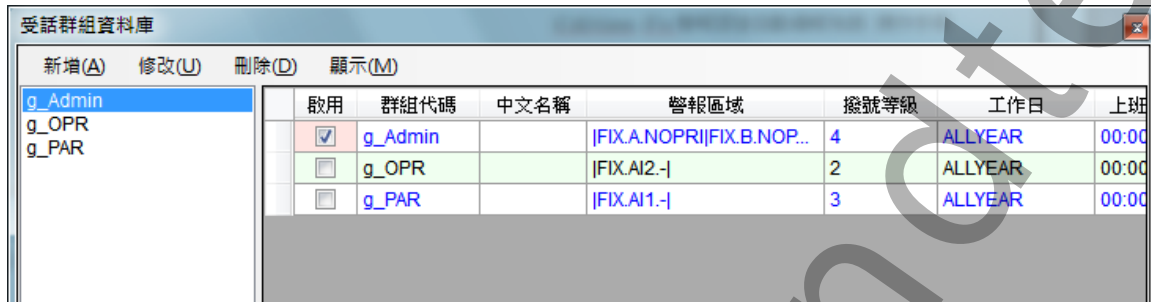 受話群組資料庫
新增(A) 修改(U) 刪除(D) 顯示(M)
g_Admin
g_OPR
g_PAR
啟用 群組代碼 中文名稱 警報區域 撥號等級 工作日 上班
g_Admin |FIX.A.NOPRI||FIX.B.NOP... 4 ALLYEAR 00:00
g_OPR |FIX.AI2.-| 2 ALLYEAR 00:00
g_PAR |FIX.AI1.-| 3 ALLYEAR 00:00